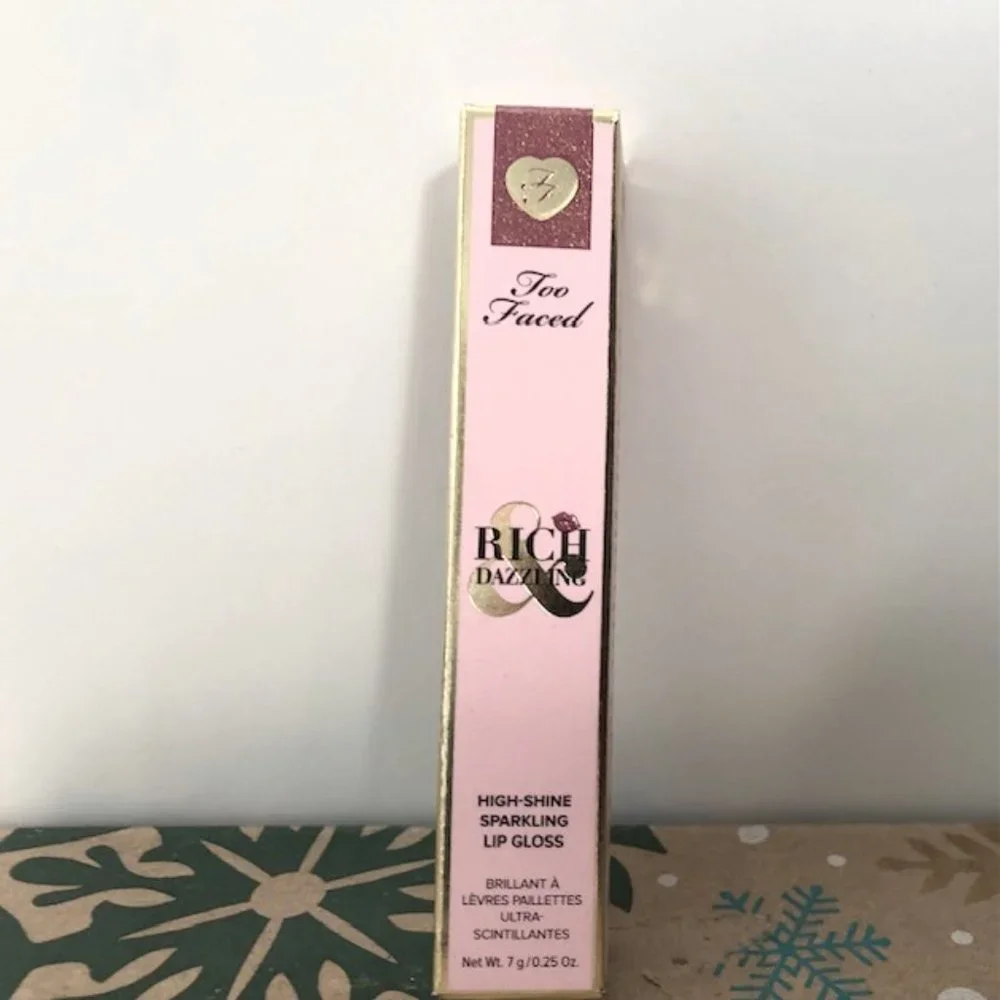 TF
Too
Faced
RICH
&
DAZZLING
HIGH-SHINE
SPARKLING
LIP GLOSS
BRILLANT À
LÈVRES PAILLETTES
ULTRA-
SCINTILLANTES
Net Wt. 7 g/0.25 Oz.